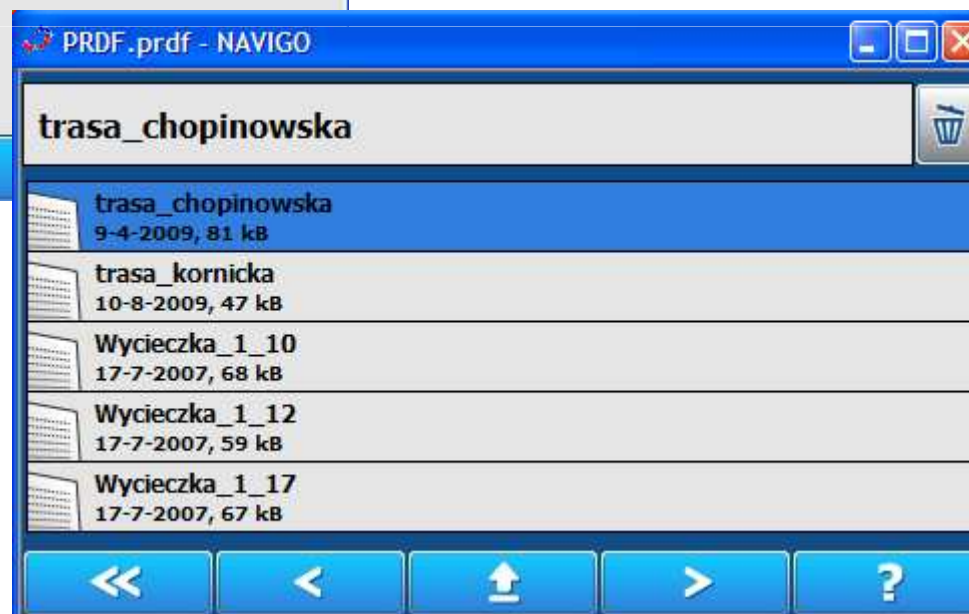 PRDF.prdf - NAVIGO
trasa_chopinowska
trasa_chopinowska
9-4-2009, 81 kB
trasa_kornicka
10-8-2009, 47 kB
Wycieczka_1_10
17-7-2007, 68 kB
Wycieczka_1_12
17-7-2007, 59 kB
Wycieczka_1_17
17-7-2007, 67 kB
<< < > ?